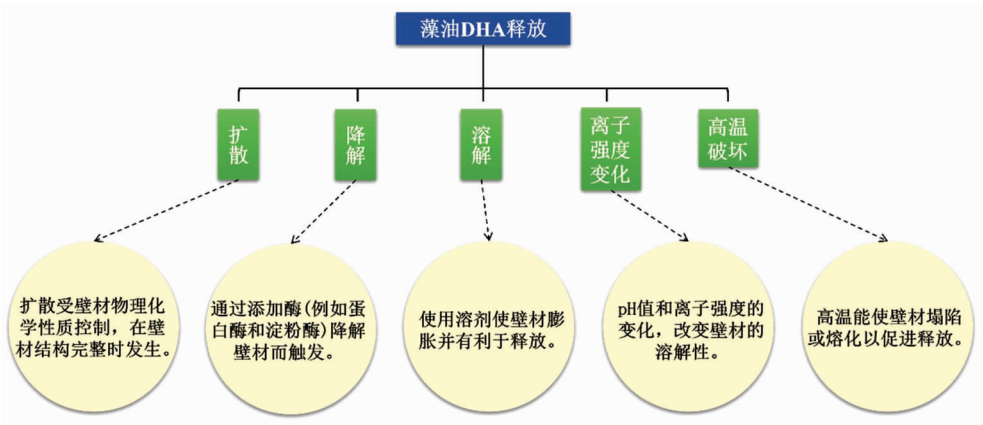 藻油DHA释放
扩
散
降
解
溶
解
离子
强度
变化
高温
破坏
扩散受壁材物理化
学性质控制，在壁
材结构完整时发生。
通过添加酶(例如蛋
白酶和淀粉酶)降解
壁材而触发。
使用溶剂使壁材膨
胀并有利于释放。
pH值和离子强度的
变化，改变壁材的
溶解性。
高温能使壁材塌陷
或熔化以促进释放。